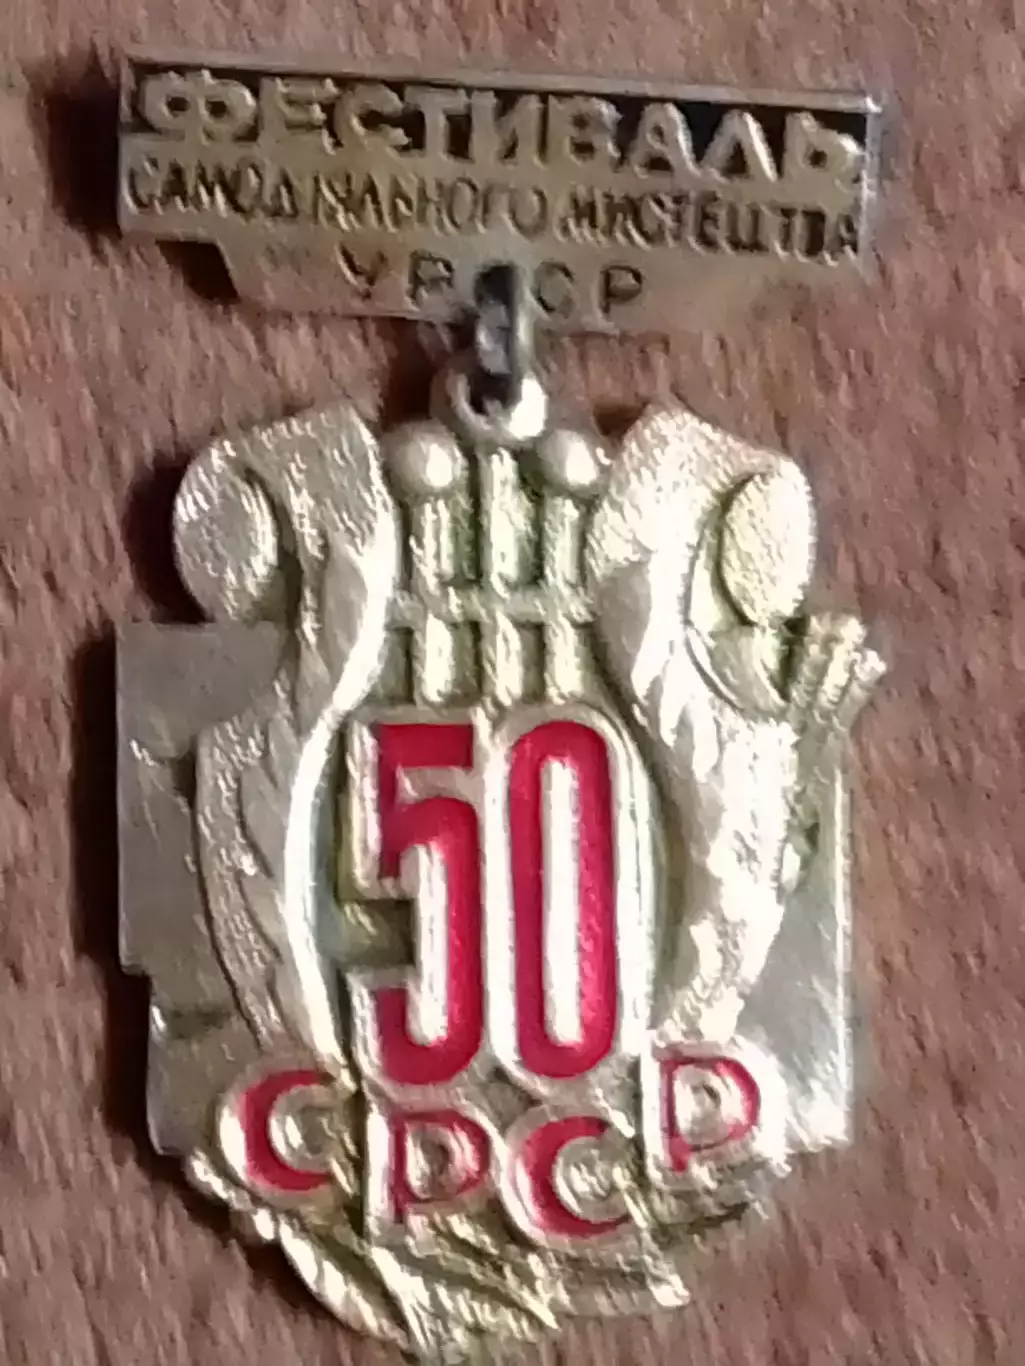 ФЕСТИВАЛЬ
САМОДІЯЛЬНОГО МИСТЕЦТВА
УРСР
50
СРСР